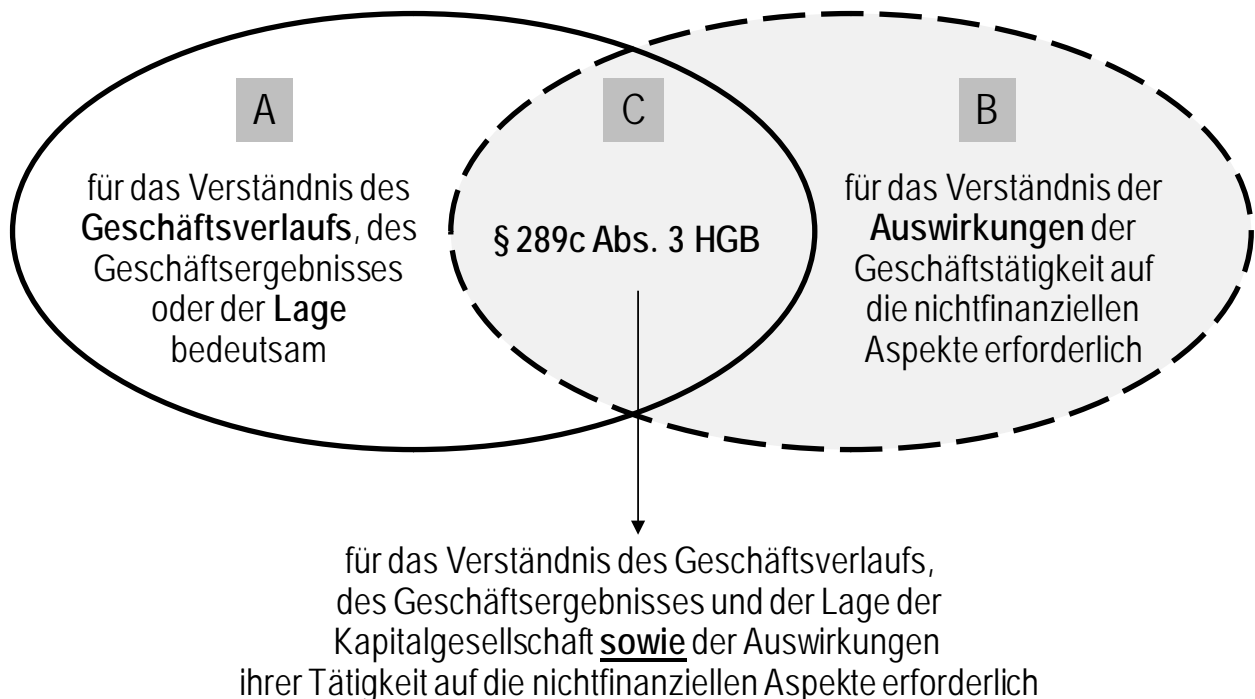 A
für das Verständnis des
Geschäftsverlaufs, des
Geschäftsergebnisses
oder der Lage
bedeutsam
C
§ 289c Abs. 3 HGB
B
für das Verständnis der
Auswirkungen der
Geschäftstätigkeit auf
die nichtfinanziellen
Aspekte erforderlich
für das Verständnis des Geschäftsverlaufs,
des Geschäftsergebnisses und der Lage der
Kapitalgesellschaft sowie der Auswirkungen
ihrer Tätigkeit auf die nichtfinanziellen Aspekte erforderlich